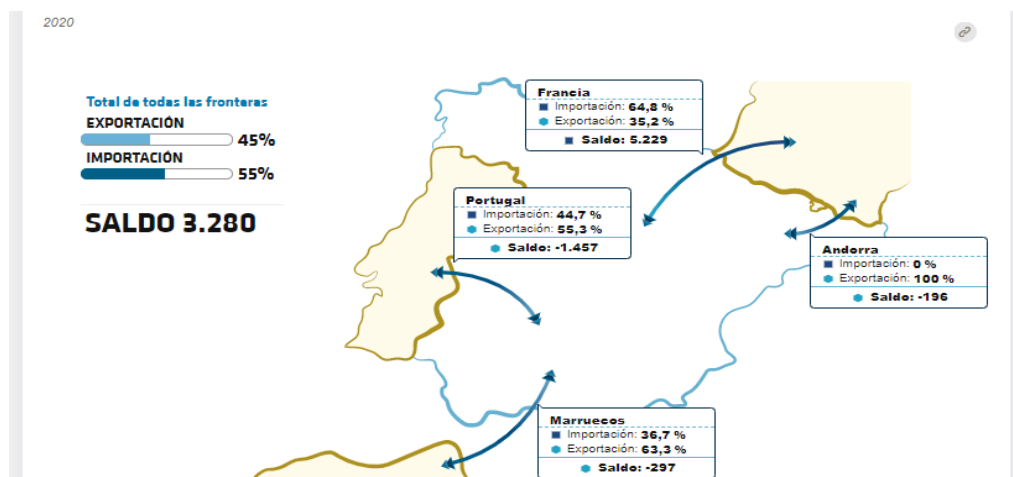 2020
Total de todas las fronteras
EXPORTACIÓN
45%
IMPORTACIÓN
55%
SALDO 3.280
Francia
Importación: 64,8 %
Exportación: 35,2 %
Saldo: 5.229
Portugal
Importación: 44,7 %
Exportación: 55,3 %
Saldo: -1.457
Andorra
Importación: 0 %
Exportación: 100 %
Saldo: -196
Marruecos
Importación: 36,7 %
Exportación: 63,3 %
Saldo: -297